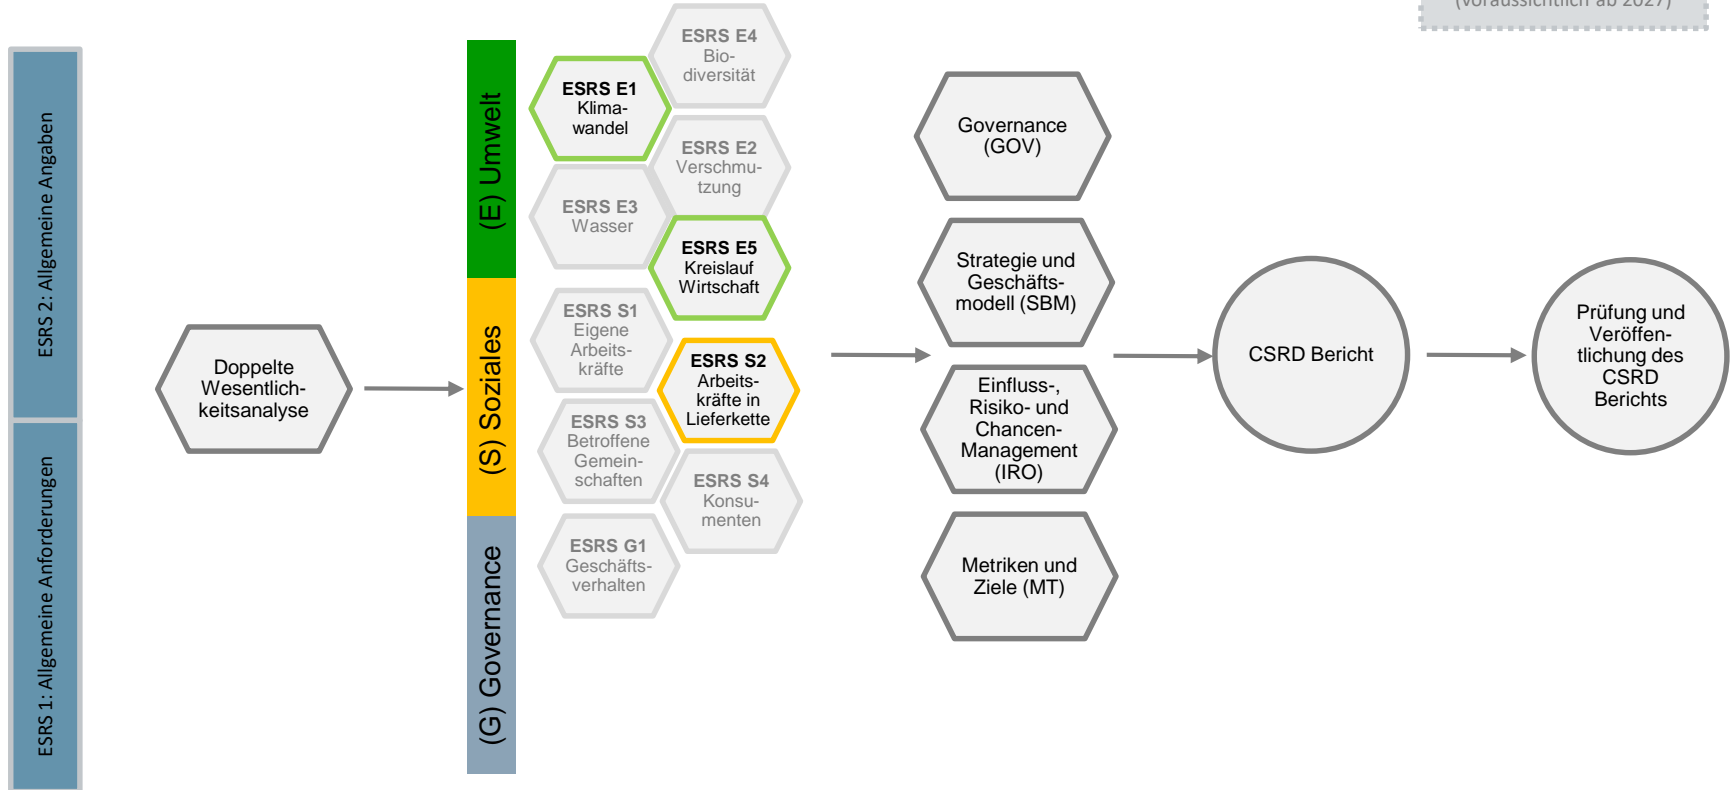 (voraussichtlich ab 2027)
ESRS 2: Allgemeine Angaben
ESRS 1: Allgemeine Anforderungen
Doppelte
Wesentlich-
keitsanalyse
(E) Umwelt
(S) Soziales
(G) Governance
ESRS E4
Bio-
diversität
ESRS E1
Klima-
wandel
ESRS E2
Verschmu-
tzung
ESRS E3
Wasser
ESRS E5
Kreislauf
Wirtschaft
ESRS S1
Eigene
Arbeits-
kräfte
ESRS S2
Arbeits-
kräfte in
Lieferkette
ESRS S3
Betroffene
Gemein-
schaften
ESRS S4
Konsu-
menten
ESRS G1
Geschäfts-
verhalten
Governance
(GOV)
Strategie und
Geschäfts-
modell (SBM)
Einfluss-,
Risiko- und
Chancen-
Management
(IRO)
Metriken und
Ziele (MT)
CSRD Bericht
Prüfung und
Veröffen-
tlichung des
CSRD
Berichts